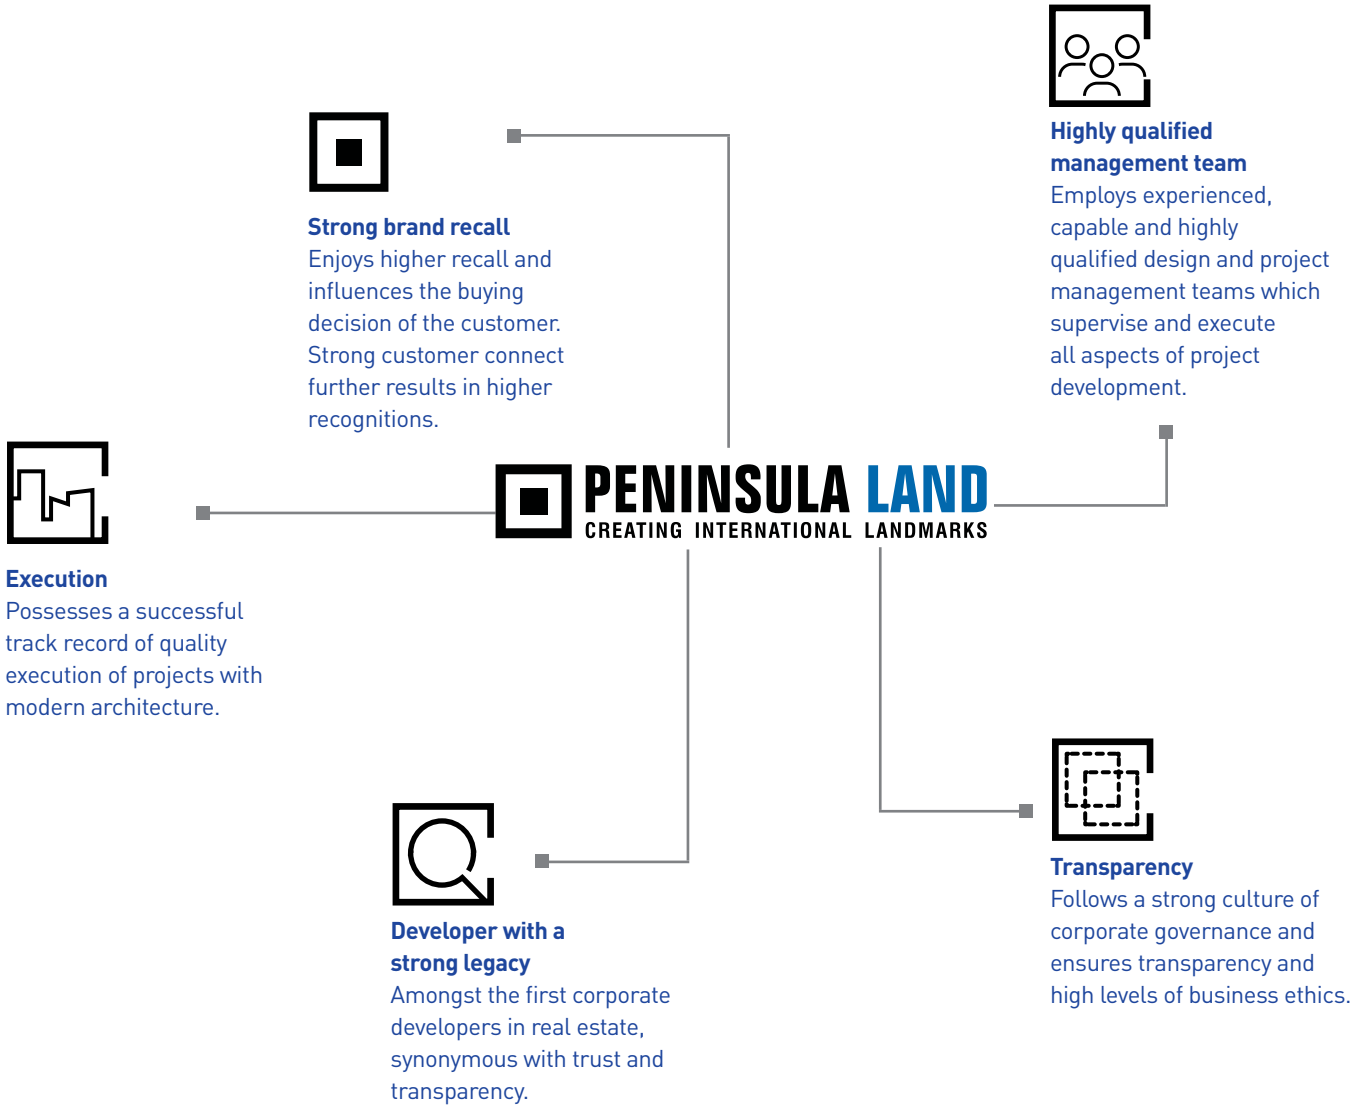 Highly qualified
management team
Employs experienced,
capable and highly
qualified design and project
management teams which
supervise and execute
all aspects of project
development.
Strong brand recall
Enjoys higher recall and
influences the buying
decision of the customer.
Strong customer connect
further results in higher
recognitions.
PENINSULA LAND
CREATING INTERNATIONAL LANDMARKS
Execution
Possesses a successful
track record of quality
execution of projects with
modern architecture.
Developer with a
strong legacy
Amongst the first corporate
developers in real estate,
synonymous with trust and
transparency.
Transparency
Follows a strong culture of
corporate governance and
ensures transparency and
high levels of business ethics.